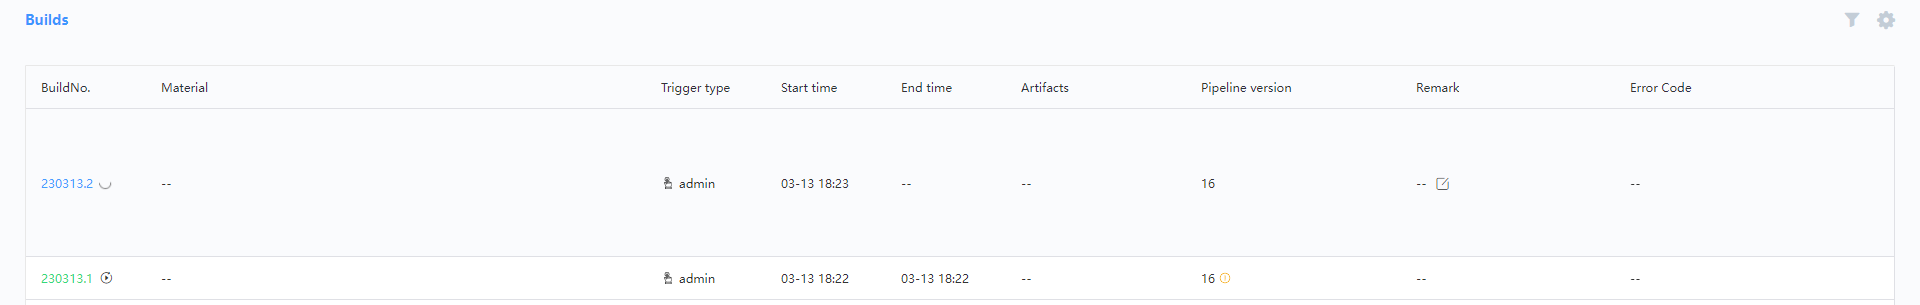 Builds
BuildNo. Material Trigger type Start time End time Artifacts Pipeline version Remark Error Code
230313.2 -- admin 03-13 18:23 -- -- 16 -- --
230313.1 -- admin 03-13 18:22 03-13 18:22 -- 16 -- --